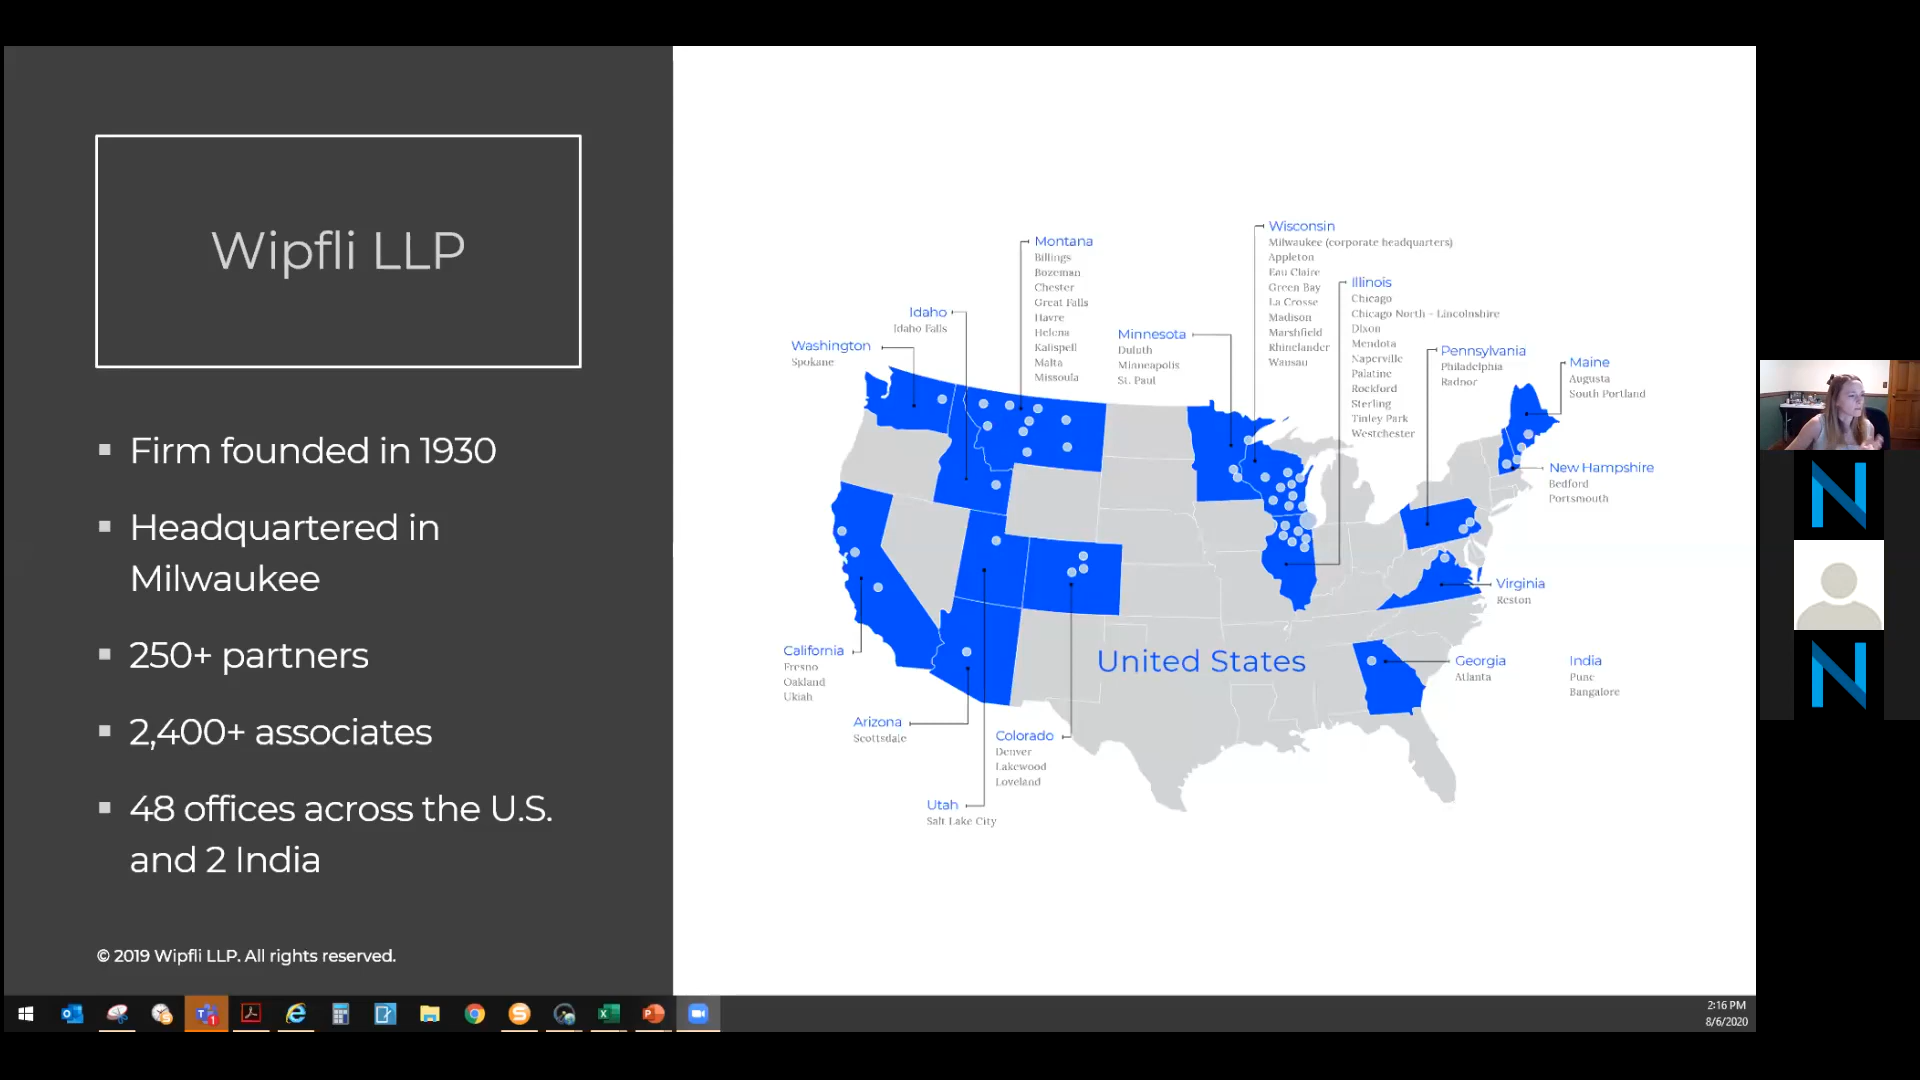 Wipfli LLP
Firm founded in 1930
Headquartered in
Milwaukee
250+ partners
2,400+ associates
48 offices across the U.S.
and 2 India
© 2019 Wipfli LLP. All rights reserved.
Washington
Spokane
Idaho
Idaho Falls
Montana
Billings
Bozeman
Chester
Great Falls
Havre
Helena
Kalispell
Malta
Missoula
Minnesota
Duluth
Minneapolis
St. Paul
Wisconsin
Milwaukee (corporate headquarters)
Appleton
Eau Claire
Green Bay
La Crosse
Madison
Marshfield
Rhinelander
Wausau
Illinois
Chicago
Chicago North - Lincolnshire
Dixon
Mendota
Naperville
Palatine
Rockford
Sterling
Tinley Park
Westchester
Pennsylvania
Philadelphia
Radnor
Maine
Augusta
South Portland
New Hampshire
Bedford
Portsmouth
Virginia
Reston
Georgia
Atlanta
India
Pune
Bangalore
United States
California
Fresno
Oakland
Ukiah
Arizona
Scottsdale
Colorado
Denver
Lakewood
Loveland
Utah
Salt Lake City
2:16 PM
8/6/2020